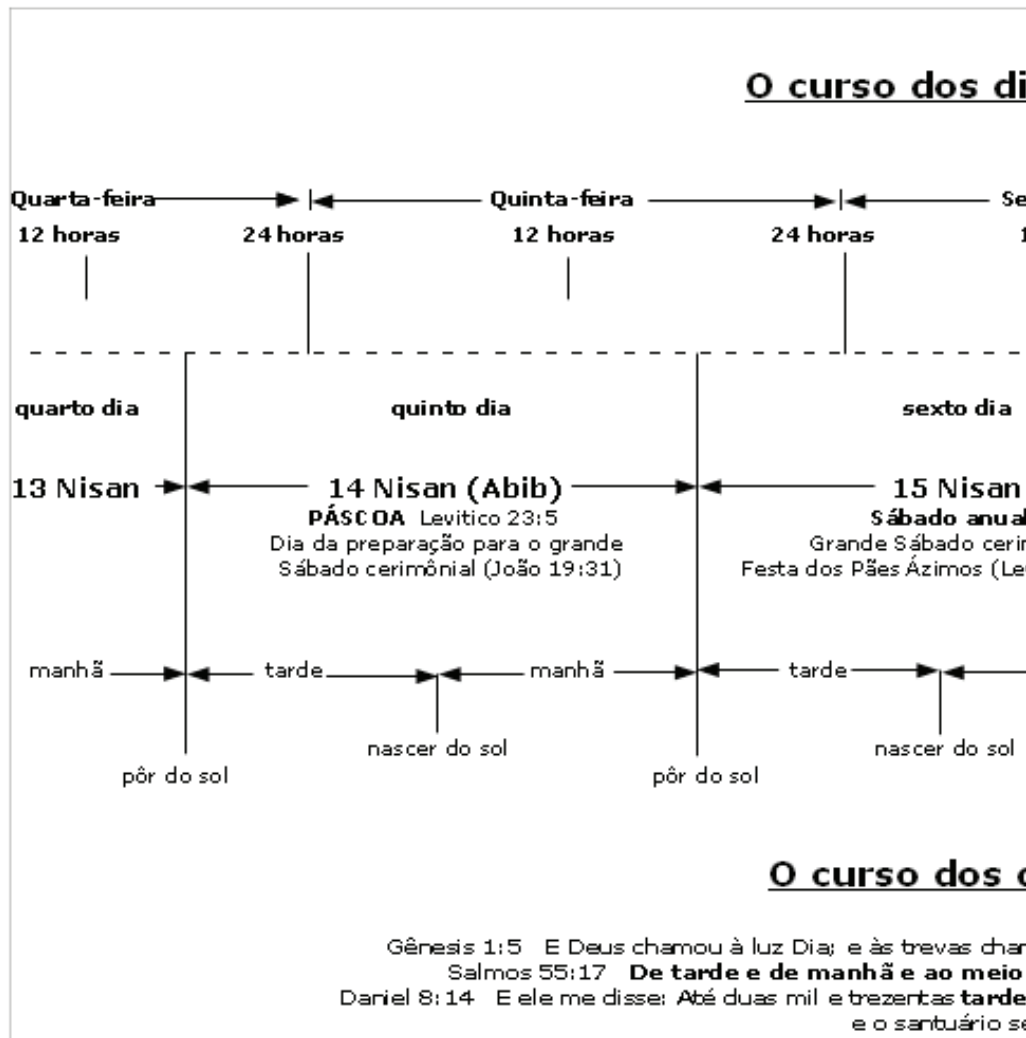 O curso dos di
Quarta-feira Quinta-feira Se
12 horas 24 horas 12 horas 24 horas 1
quarto dia quinto dia sexto dia
13 Nisan 14 Nisan (Abib) 15 Nisan
PÁSCOA Levitico 23:5 Sábado anual
Dia da preparação para o grande Grande Sábado cerim
Sábado cerimônial (João 19:31) Festa dos Pães Ázimos (Le
manhã tarde manhã tarde
nascer do sol nascer do sol
pôr do sol pôr do sol
O curso dos
Gênesis 1:5 E Deus chamou à luz Dia; e às trevas char
Salmos 55:17 De tarde e de manhã e ao meio
Daniel 8:14 E ele me disse: Até duas mil e trezentas tarde
e o santuário se